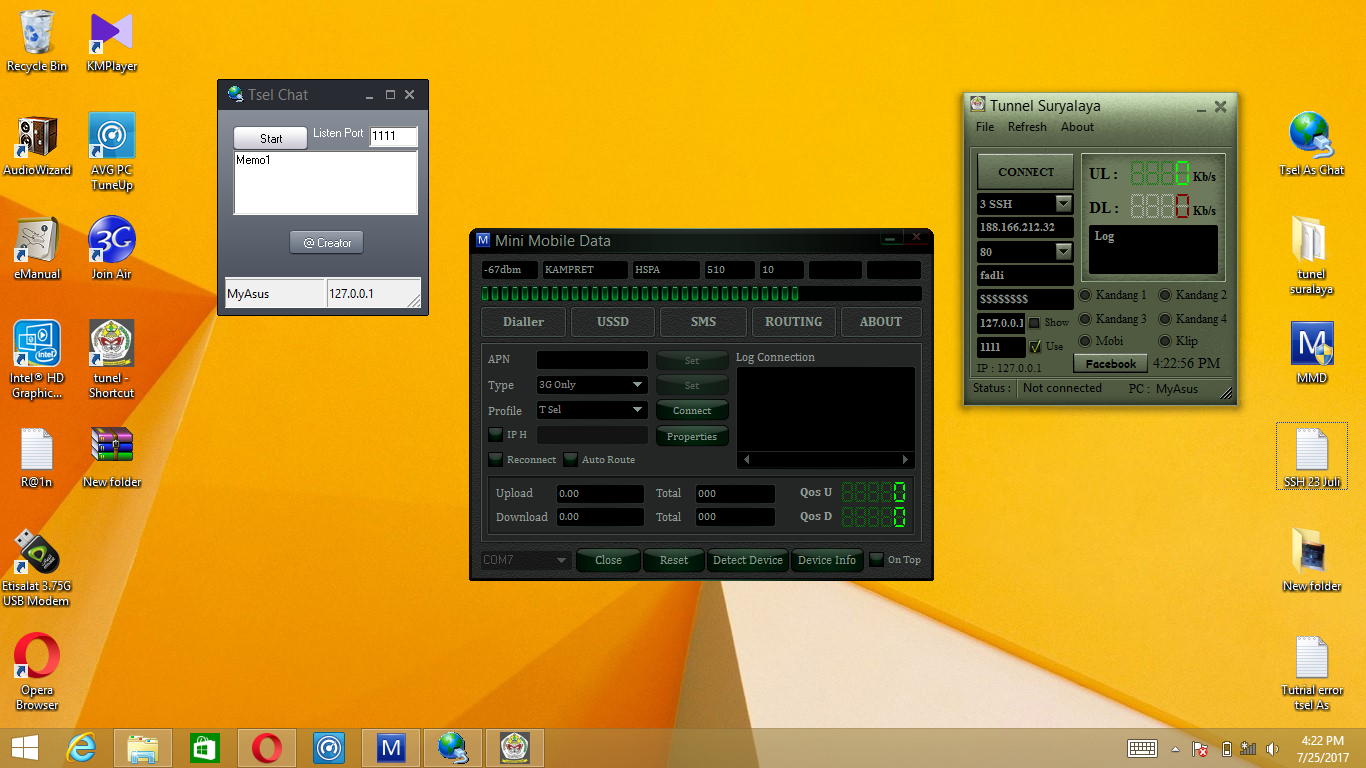 Recycle Bin
KMPlayer
AudioWizard
AVG PC
TuneUp
eManual
3G
Join Air
intel
Intel® HD
Graphic...
tunel -
Shortcut
R@1n
New folder
Etisalat 3.75G
USB Modem
Opera
Browser
Tsel Chat
Start
Listen Port
1111
Memo1
@ Creator
MyAsus
127.0.0.1
M
Mini Mobile Data
-67dbm
KAMPRET
HSPA
510
10
Dialler
USSD
SMS
ROUTING
ABOUT
APN
Set
Log Connection
Type
3G Only
Set
Profile
T Sel
Connect
IP H
Properties
Reconnect
Auto Route
Upload
0.00
Total
000
Qos U
0
Download
0.00
Total
000
Qos D
0
COM7
Close
Reset
Detect Device
Device Info
On Top
Tunnel Suryalaya
File
Refresh
About
CONNECT
UL :
0
Kb/s
3 SSH
DL :
0
Kb/s
188.166.212.32
Log
80
fadli
$$$$$$$$
Kandang 1
Kandang 2
127.0.0.1
Show
Kandang 3
Kandang 4
1111
Use
Mobi
Klip
IP : 127.0.0.1
Facebook
4:22:56 PM
Status :
Not connected
PC :
MyAsus
Tsel As Chat
tunel
suralaya
M
MMD
SSH 23 Juli
New folder
Tutrial error
tsel As
M
4:22 PM
7/25/2017